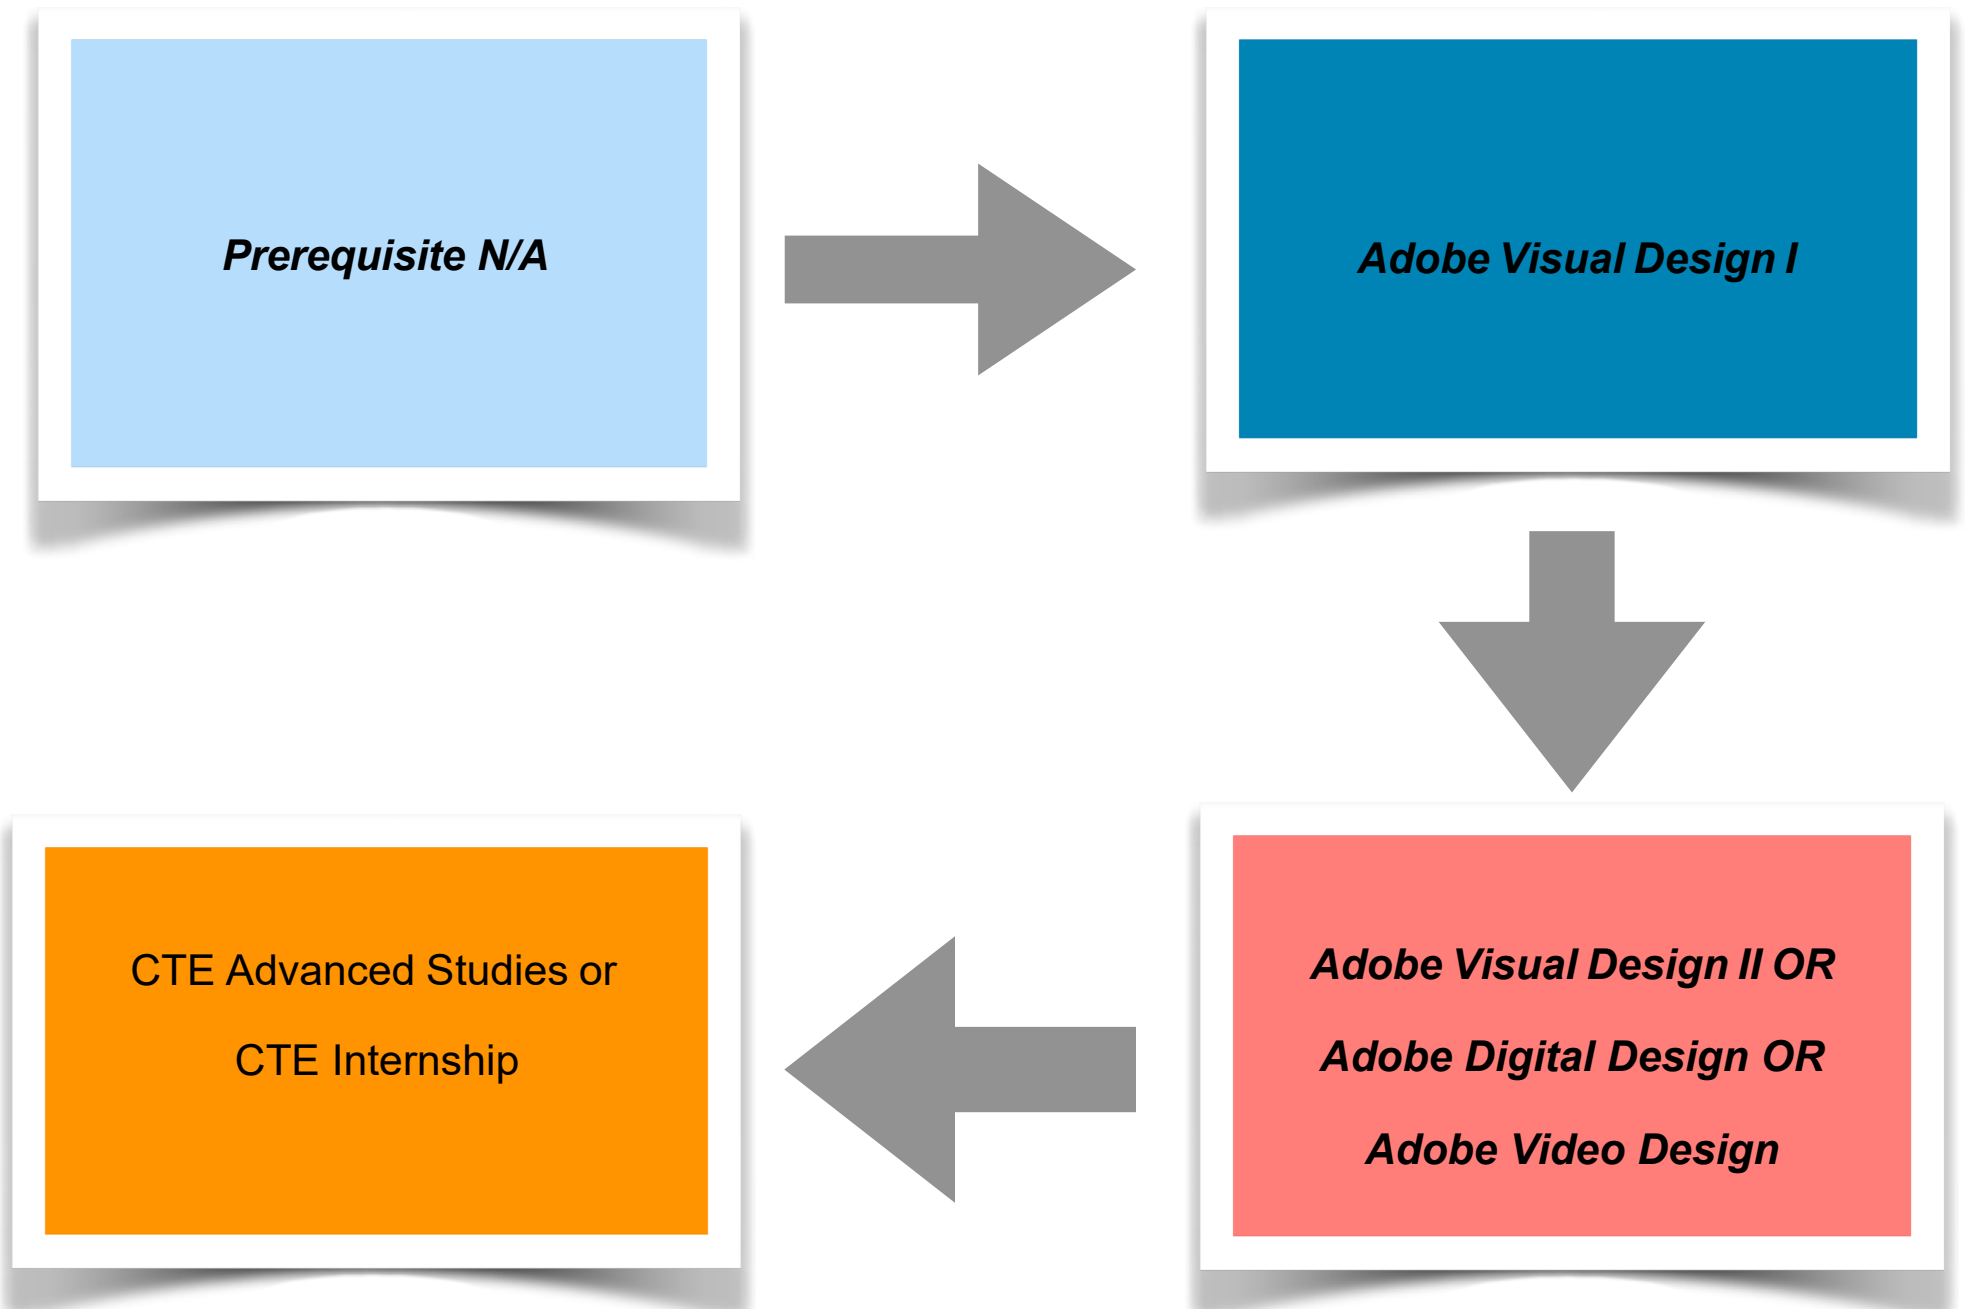 Prerequisite N/A
Adobe Visual Design I
Adobe Visual Design II OR
Adobe Digital Design OR
Adobe Video Design
CTE Advanced Studies or
CTE Internship